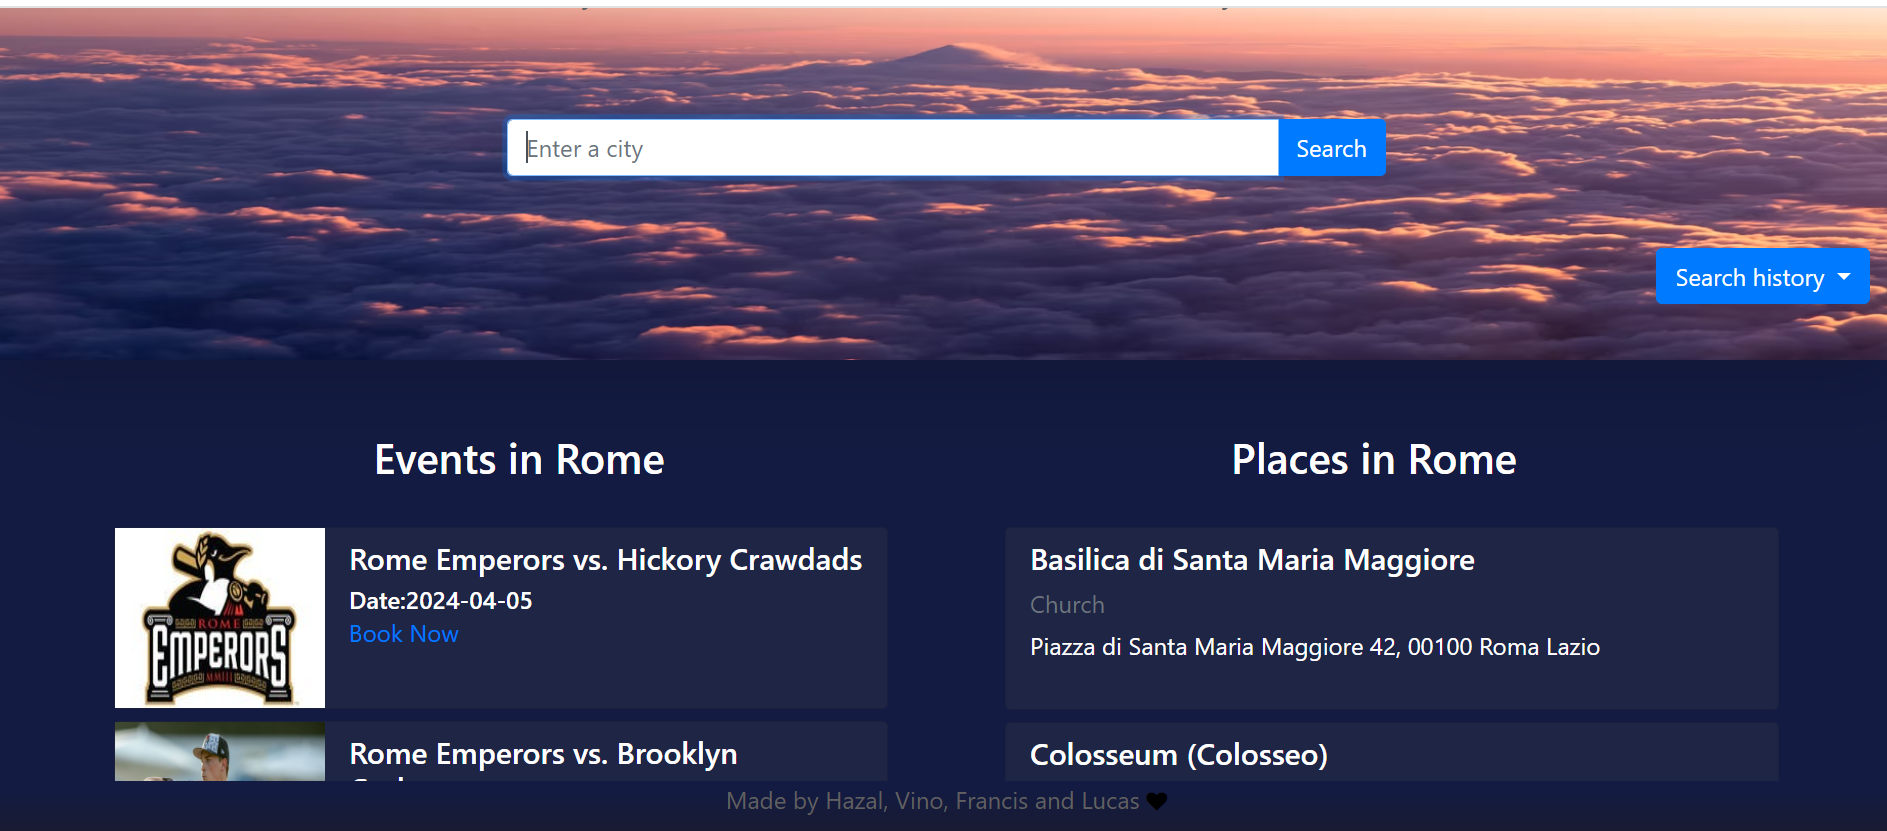 Enter a city
Search
Search history
Events in Rome
Places in Rome
ROME
EMPERORS
MMIII
Rome Emperors vs. Hickory Crawdads
Date:2024-04-05
Book Now
Basilica di Santa Maria Maggiore
Church
Piazza di Santa Maria Maggiore 42, 00100 Roma Lazio
Rome Emperors vs. Brooklyn
Colosseum (Colosseo)
Made by Hazal, Vino, Francis and Lucas 🖤